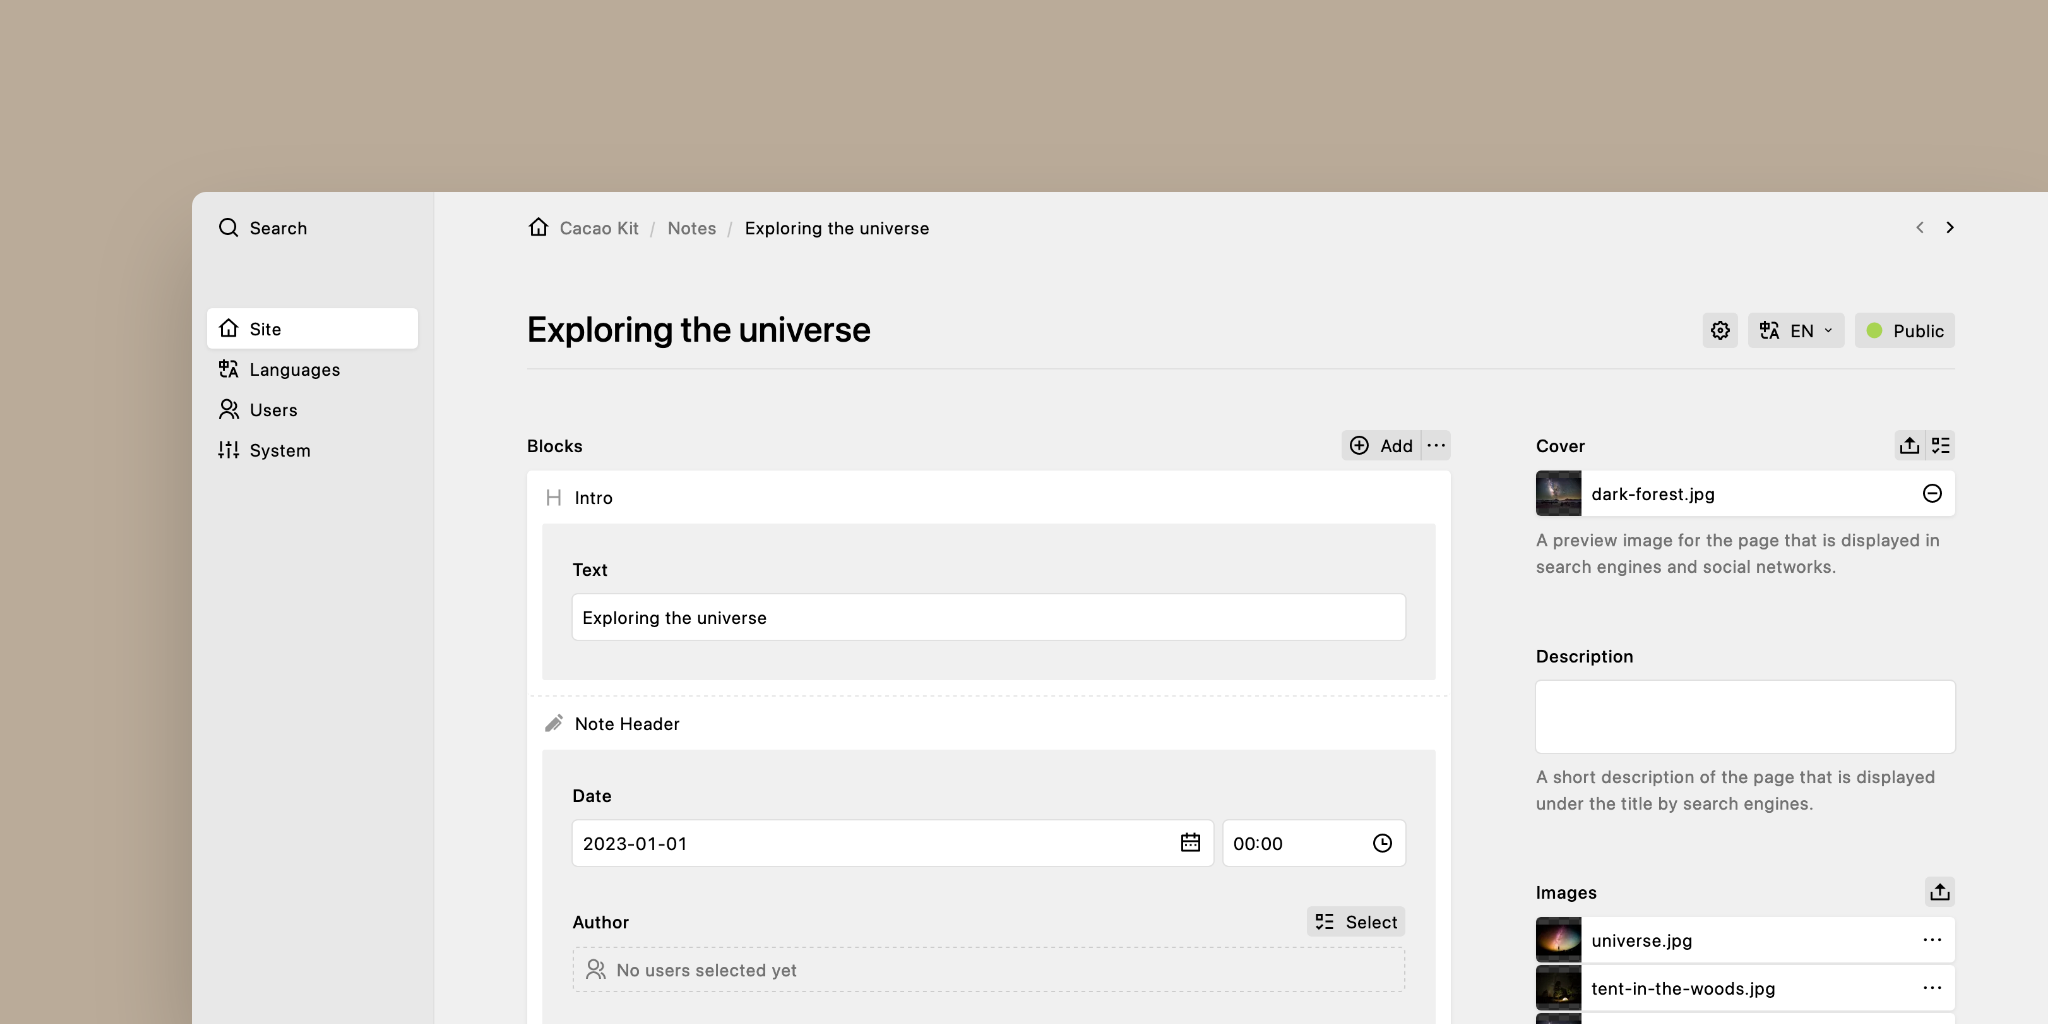 Search
Site
Languages
Users
System
Cacao Kit / Notes / Exploring the universe
Exploring the universe
EN
Public
Blocks
Add
Intro
Text
Exploring the universe
Note Header
Date
2023-01-01
00:00
Author
Select
No users selected yet
Cover
dark-forest.jpg
A preview image for the page that is displayed in
search engines and social networks.
Description
A short description of the page that is displayed
under the title by search engines.
Images
universe.jpg
tent-in-the-woods.jpg